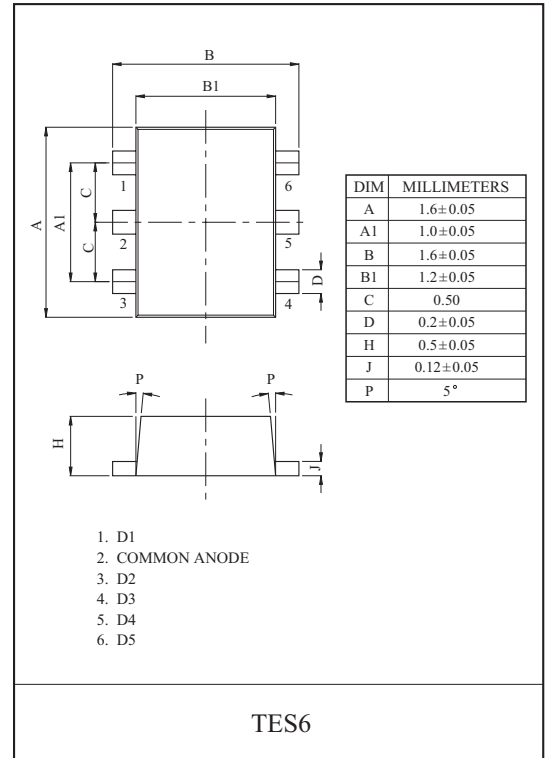 B
B1
1
6
C
A
A1
2
5
C
D
3
4
DIM MILLIMETERS
A 1.6±0.05
A1 1.0±0.05
B 1.6±0.05
B1 1.2±0.05
C 0.50
D 0.2±0.05
H 0.5±0.05
J 0.12±0.05
P 5°
P
P
H
J
1. D1
2. COMMON ANODE
3. D2
4. D3
5. D4
6. D5
TES6